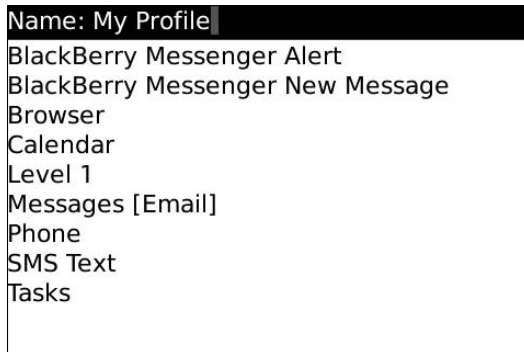 Name: My Profile
BlackBerry Messenger Alert
BlackBerry Messenger New Message
Browser
Calendar
Level 1
Messages [Email]
Phone
SMS Text
Tasks